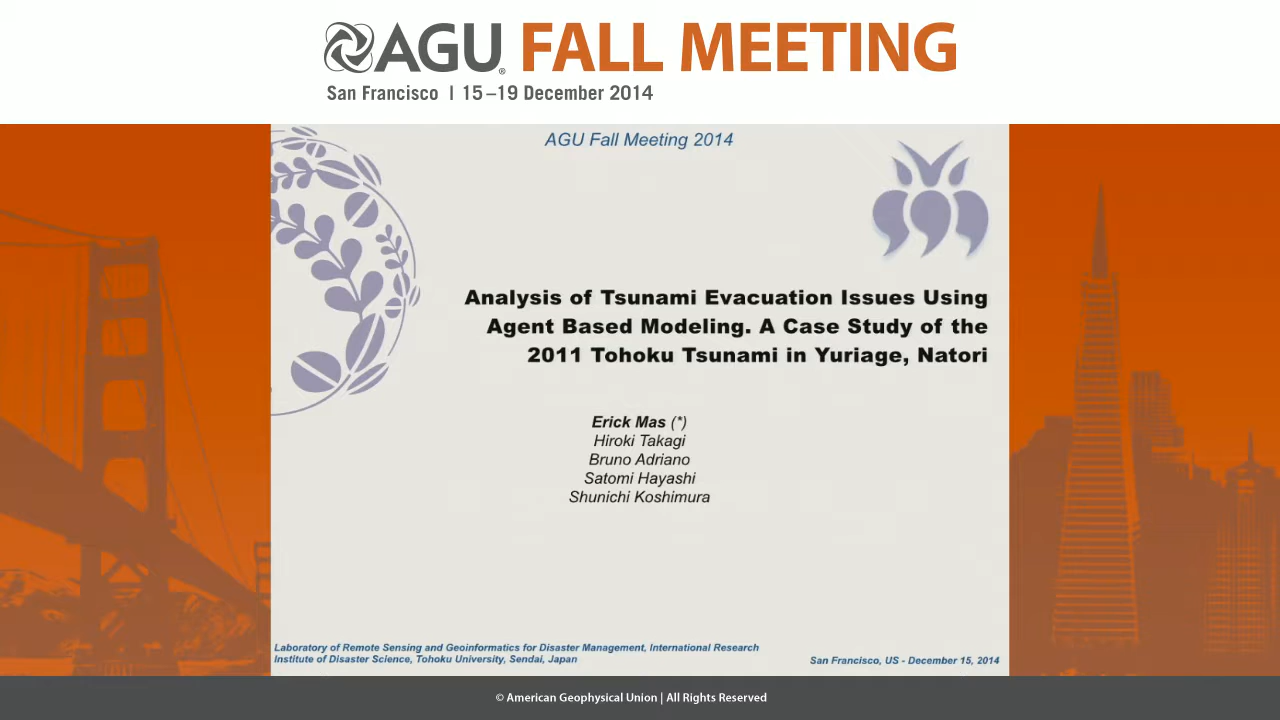 AGU® FALL MEETING
San Francisco | 15–19 December 2014
AGU Fall Meeting 2014
Analysis of Tsunami Evacuation Issues Using
Agent Based Modeling. A Case Study of the
2011 Tohoku Tsunami in Yuriage, Natori
Erick Mas (*)
Hiroki Takagi
Bruno Adriano
Satomi Hayashi
Shunichi Koshimura
Laboratory of Remote Sensing and Geoinformatics for Disaster Management, International Research
Institute of Disaster Science, Tohoku University, Sendai, Japan
San Francisco, US - December 15, 2014
© American Geophysical Union | All Rights Reserved